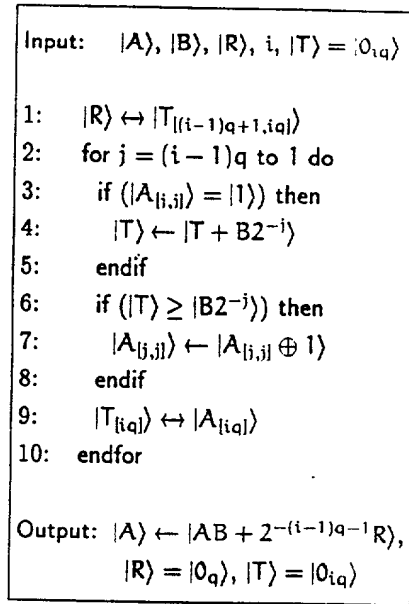 Input: |A⟩, |B⟩, |R⟩, i, |T⟩ = |0_{iq}⟩
1: |R⟩ ↔ |T_{[(i−1)q+1,iq]}⟩
2: for j = (i − 1)q to 1 do
3: if (|A_{[j,j]}⟩ = |1⟩) then
4: |T⟩ ← |T + B2^{−j}⟩
5: endif
6: if (|T⟩ ≥ |B2^{−j}⟩) then
7: |A_{[j,j]}⟩ ← |A_{[j,j]} ⊕ 1⟩
8: endif
9: |T_{[iq]}⟩ ↔ |A_{[iq]}⟩
10: endfor
Output: |A⟩ ← |AB + 2^{−(i−1)q−1}R⟩,
|R⟩ = |0_q⟩, |T⟩ = |0_{iq}⟩